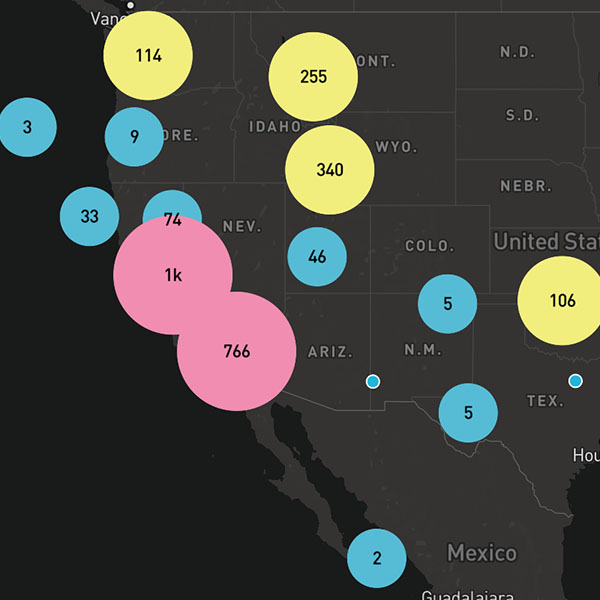 Vanc
114
N.D.
255
ONT.
S.D.
3
9
ORE.
IDAHO
WYO.
340
NEBR.
33
74
NEV.
46
COLO.
United Stat
1k
5
106
766
ARIZ.
N.M.
5
TEX.
Hou
2
Mexico
Guadalajara